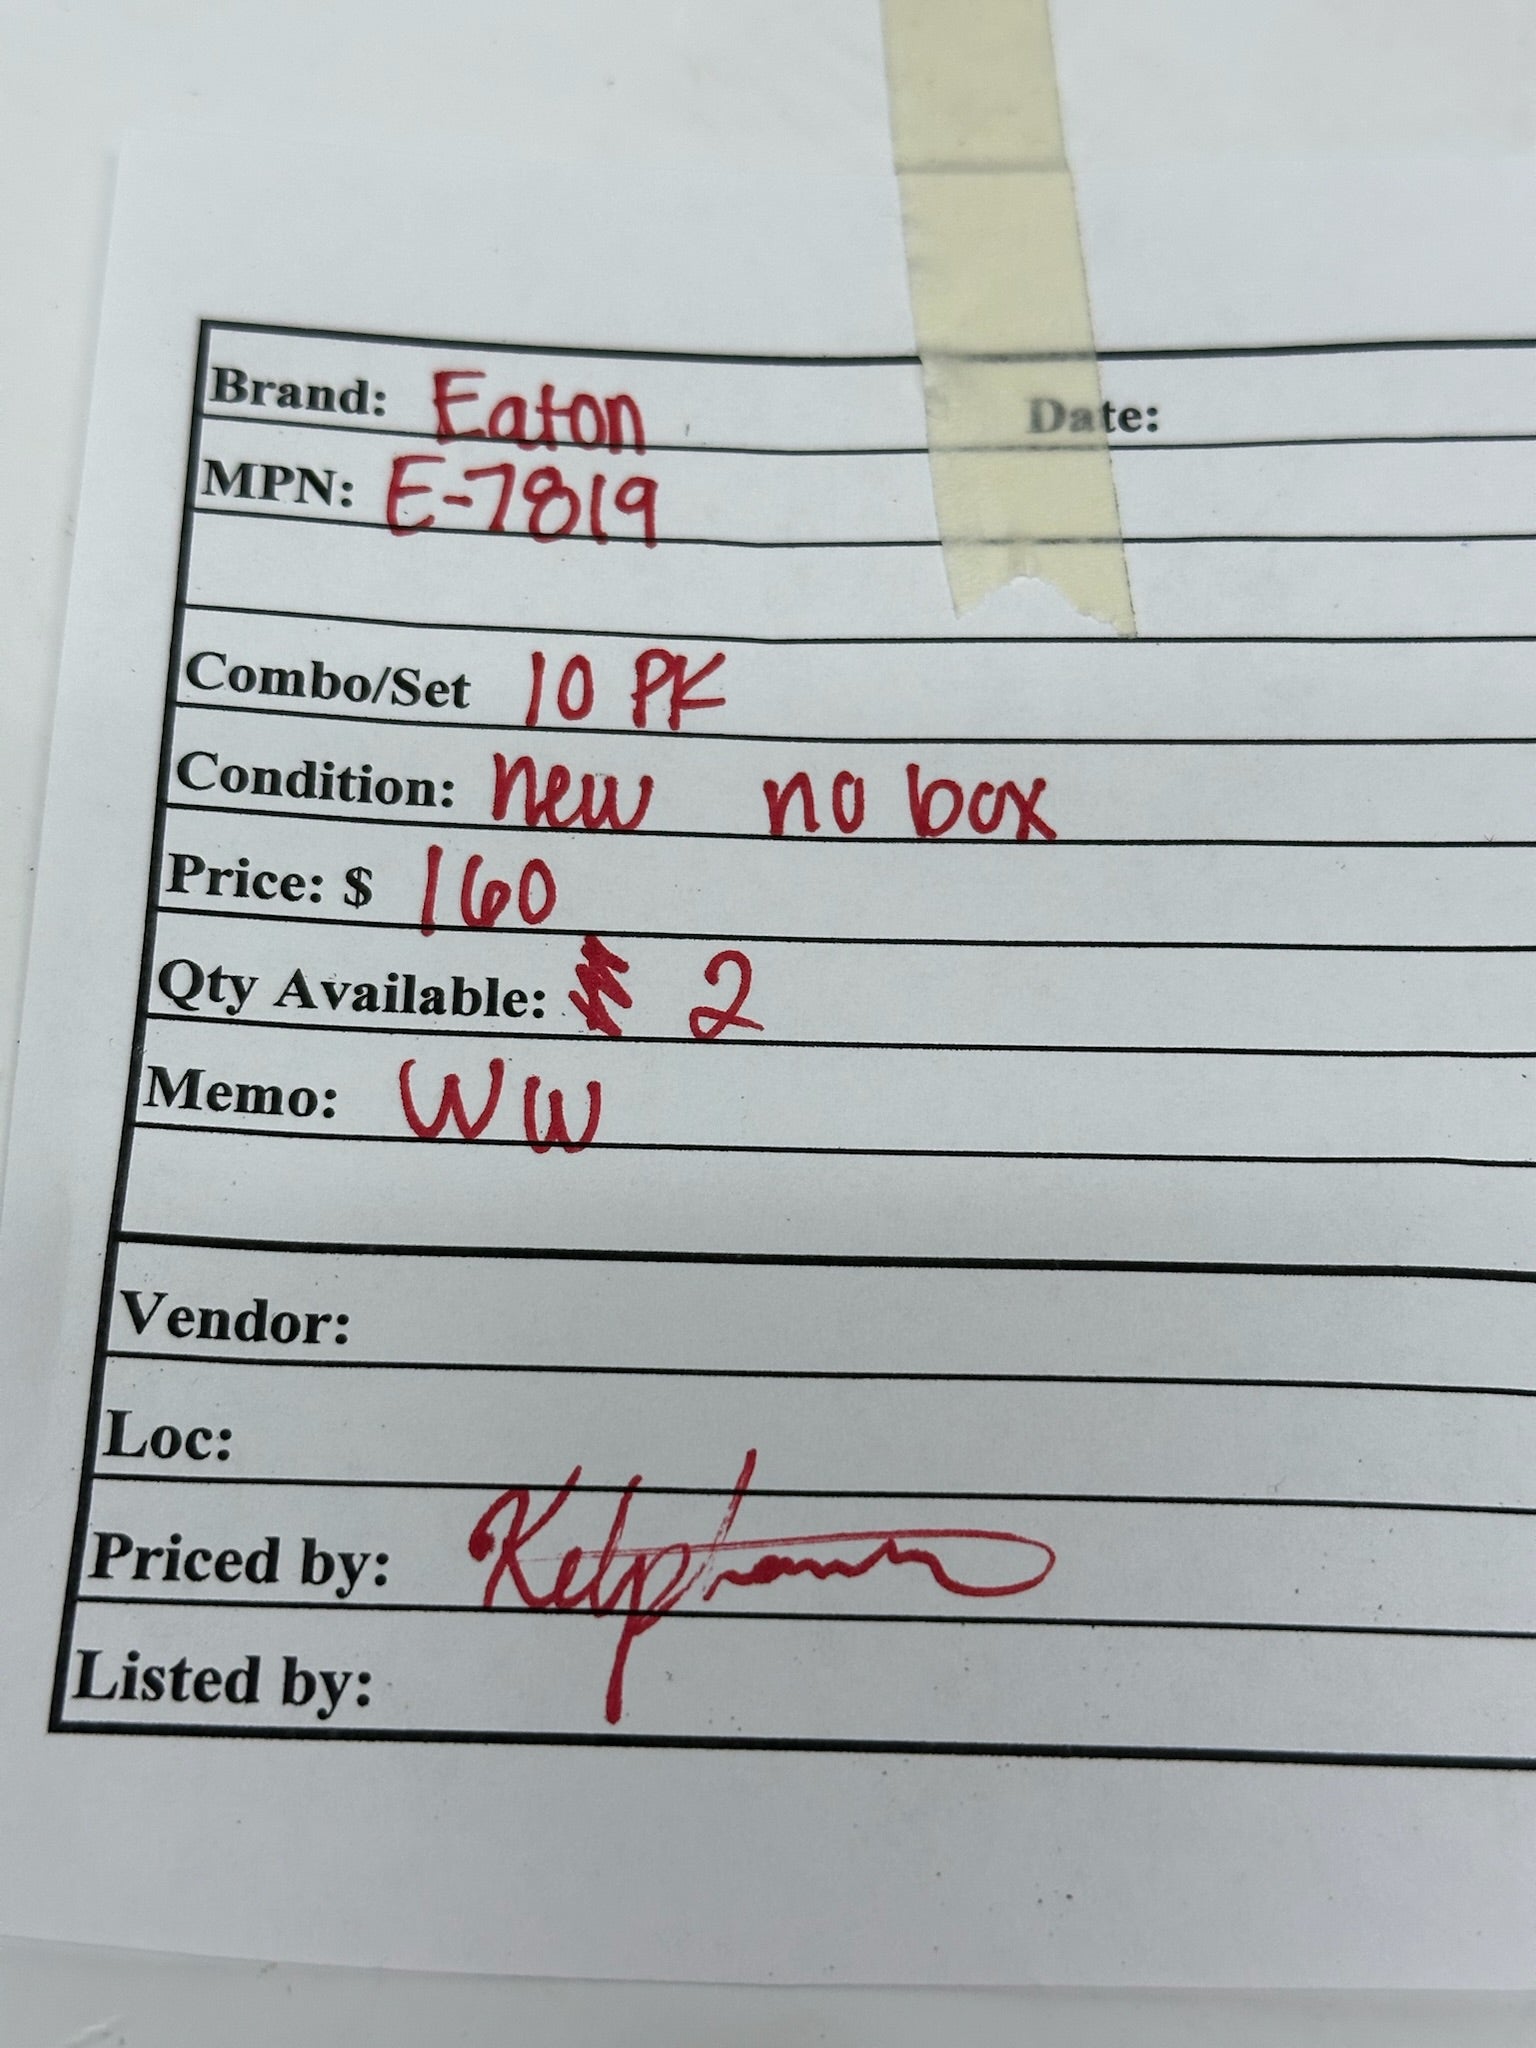 Brand: Eaton Date:
MPN: E-7819
Combo/Set 10 PK
Condition: new no box
Price: $ 160
Qty Available: 2
Memo: WW
Vendor:
Loc:
Priced by:
Listed by: